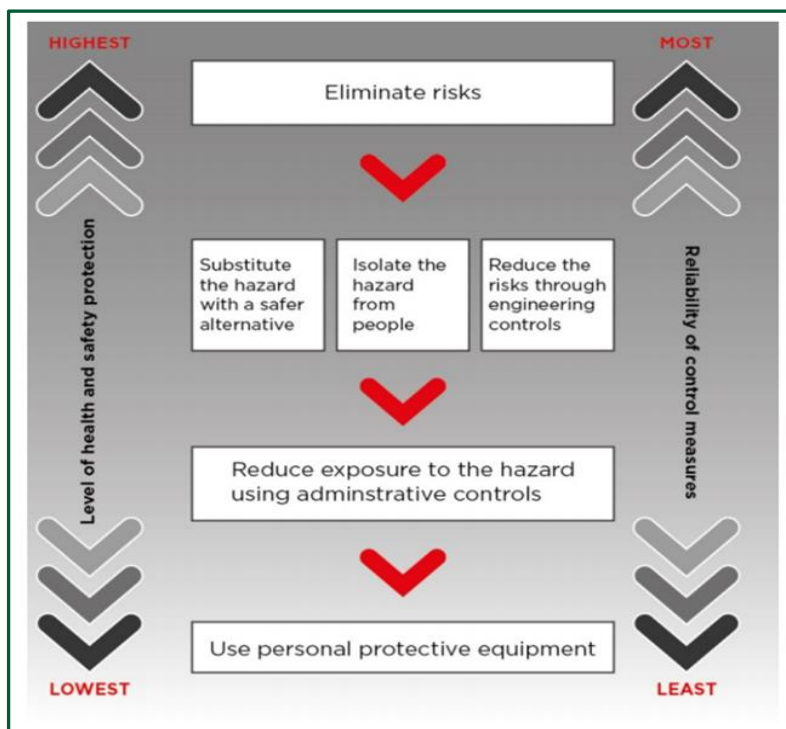 HIGHEST
MOST
Eliminate risks
Level of health and safety protection
Substitute
the hazard
with a safer
alternative
Isolate the
hazard
from
people
Reduce the
risks through
engineering
controls
Reliability of control measures
Reduce exposure to the hazard
using adminstrative controls
Use personal protective equipment
LOWEST
LEAST